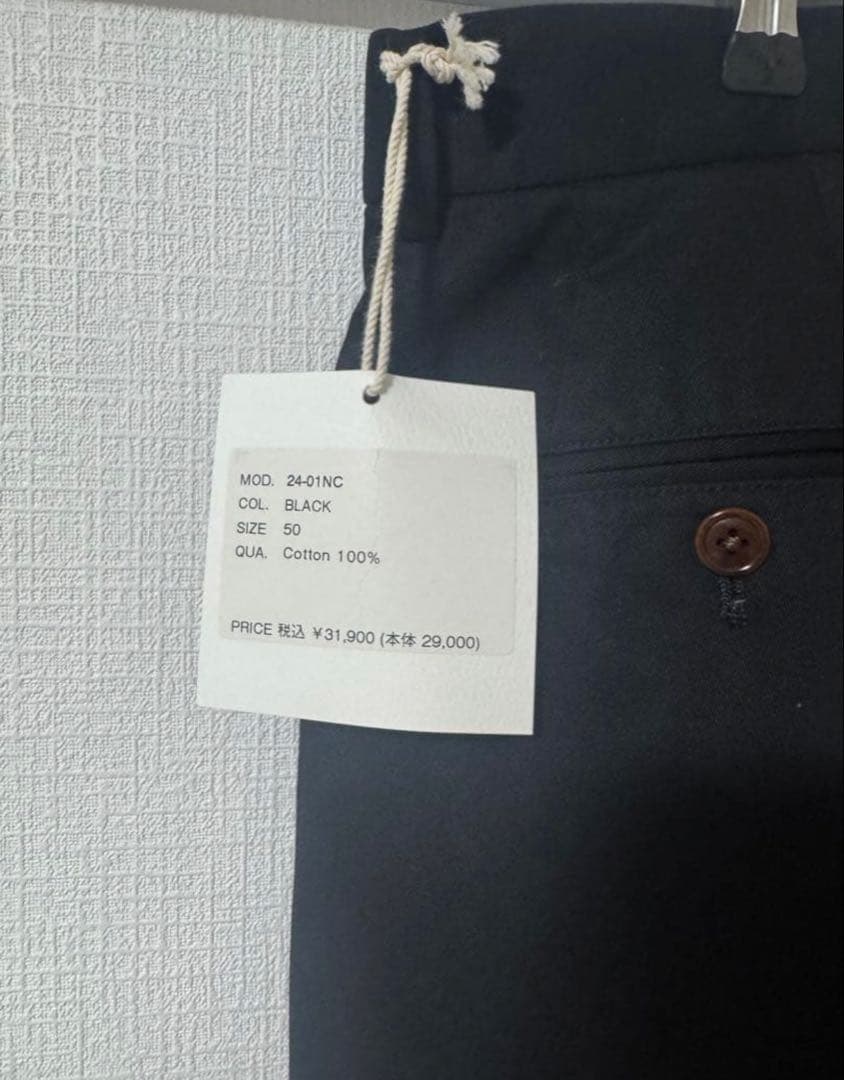 MOD. 24-01NC
COL. BLACK
SIZE 50
QUA. Cotton 100%
PRICE 税込 ¥31,900 (本体 29,000)